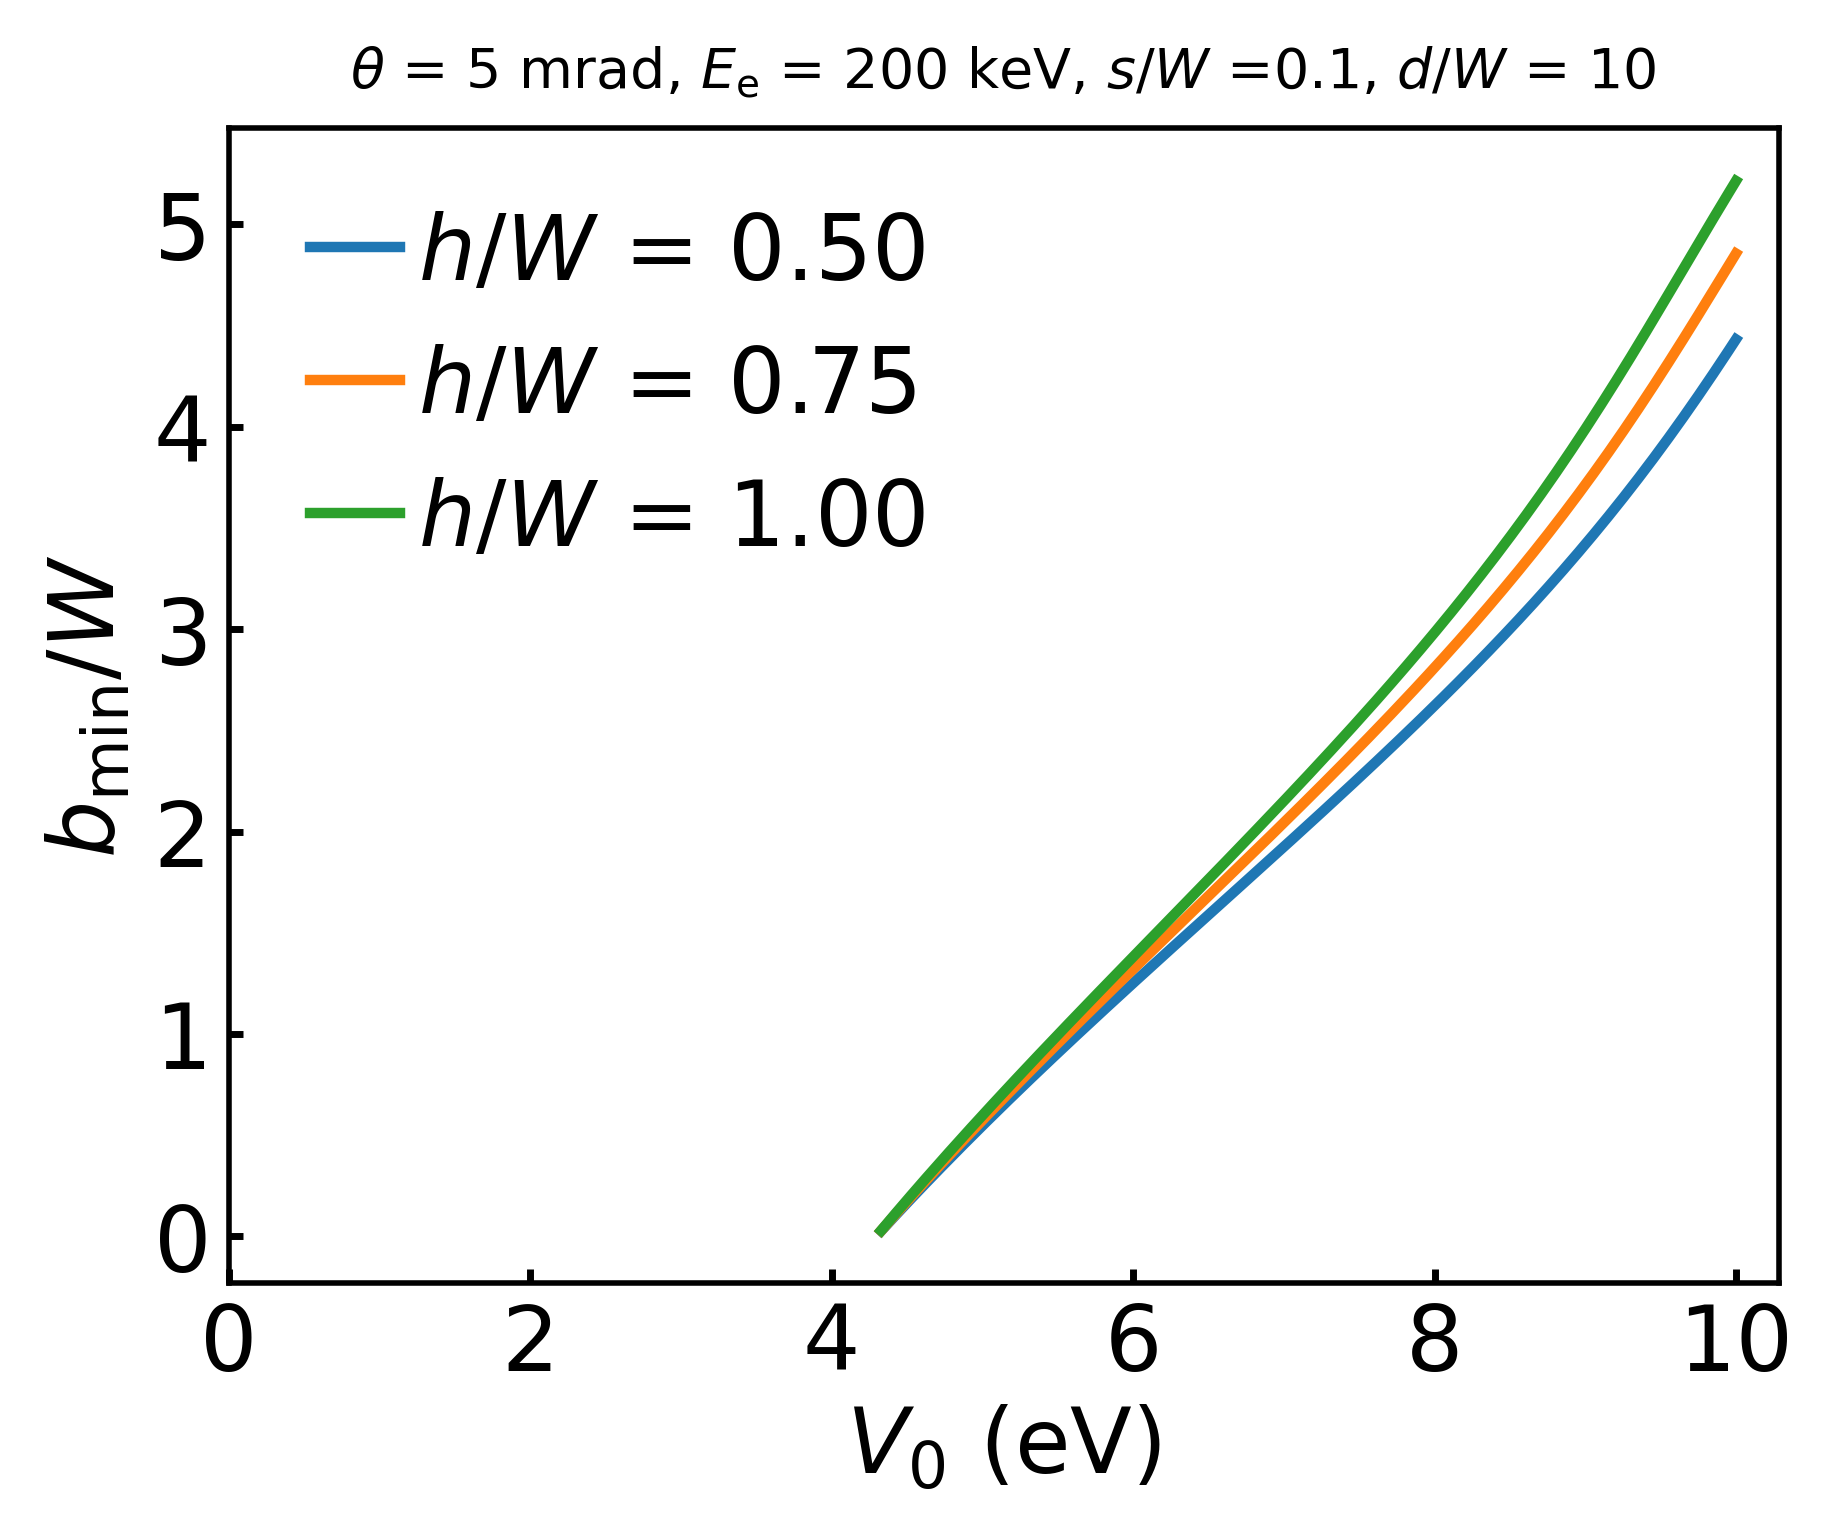 θ = 5 mrad, Eₑ = 200 keV, s/W =0.1, d/W = 10
5
4
3
2
1
0
h/W = 0.50
h/W = 0.75
h/W = 1.00
b_min/W
0 2 4 6 8 10
V₀ (eV)